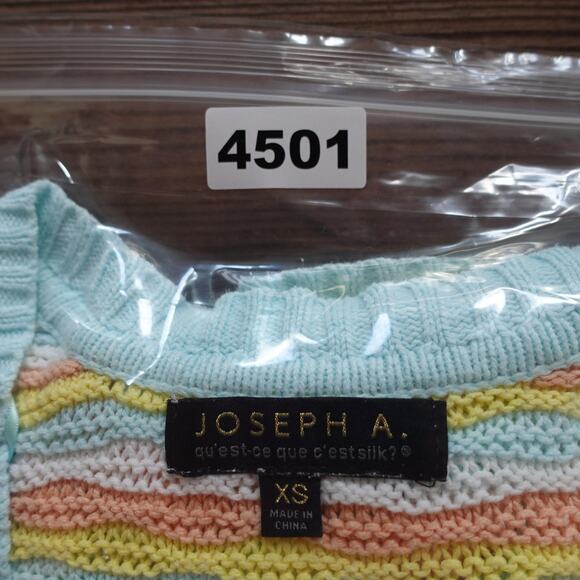 4501
JOSEPH A.
qu'est-ce que c'est silk?®
XS
MADE IN
CHINA